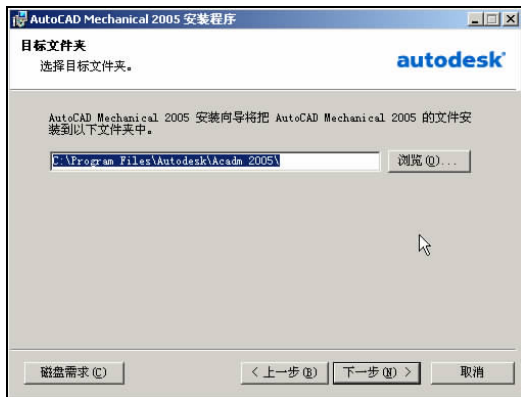 AutoCAD Mechanical 2005 安装程序
目标文件夹
选择目标文件夹。
autodesk
AutoCAD Mechanical 2005 安装向导将把 AutoCAD Mechanical 2005 的文件安
装到以下文件夹中。
C:\Program Files\Autodesk\Acadm 2005\
浏览(O)...
磁盘需求(C)
< 上一步(B)
下一步(N) >
取消